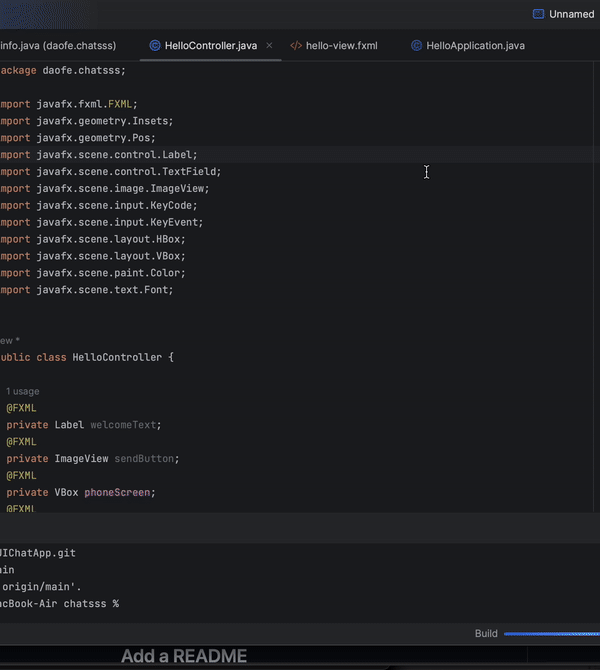 Unnamed
info.java (daofe.chatsss)
HelloController.java
hello-view.fxml
HelloApplication.java
ackage daofe.chatsss;
mport javafx.fxml.FXML;
mport javafx.geometry.Insets;
mport javafx.geometry.Pos;
mport javafx.scene.control.Label;
mport javafx.scene.control.TextField;
mport javafx.scene.image.ImageView;
mport javafx.scene.input.KeyCode;
mport javafx.scene.input.KeyEvent;
mport javafx.scene.layout.HBox;
mport javafx.scene.layout.VBox;
mport javafx.scene.paint.Color;
mport javafx.scene.text.Font;
ew *
ublic class HelloController {
1 usage
@FXML
private Label welcomeText;
@FXML
private ImageView sendButton;
@FXML
private VBox phoneScreen;
@FXML
UIChatApp.git
ain
origin/main'.
acBook-Air chatsss %
Build
Add a README